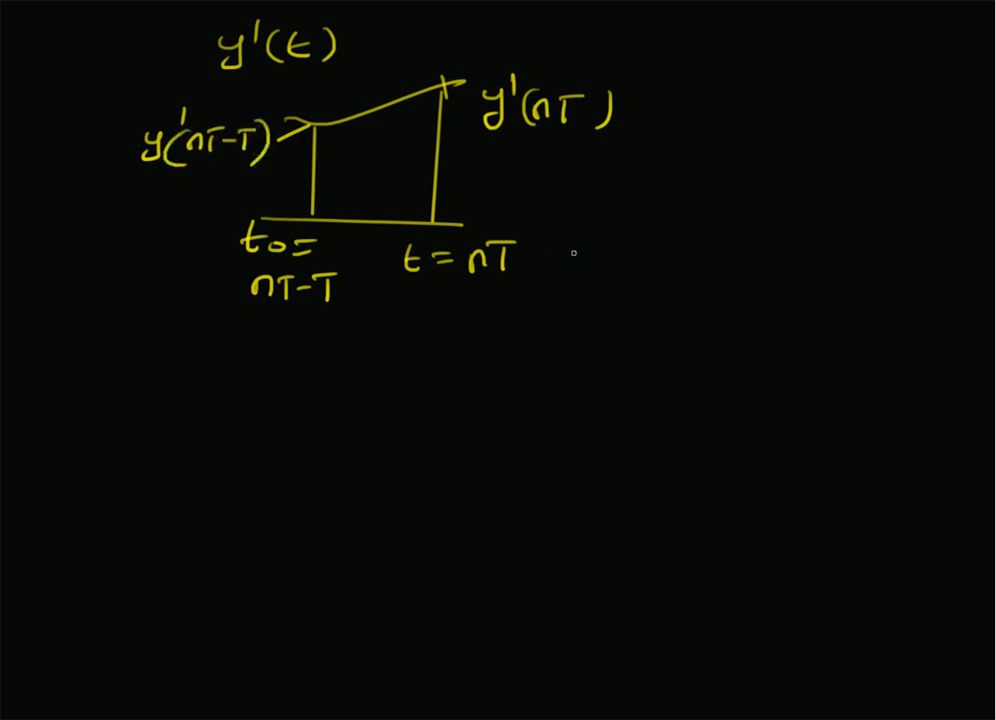 y'(t)
y'(nT-T)
y'(nT)
t₀=
nT-T
t=nT